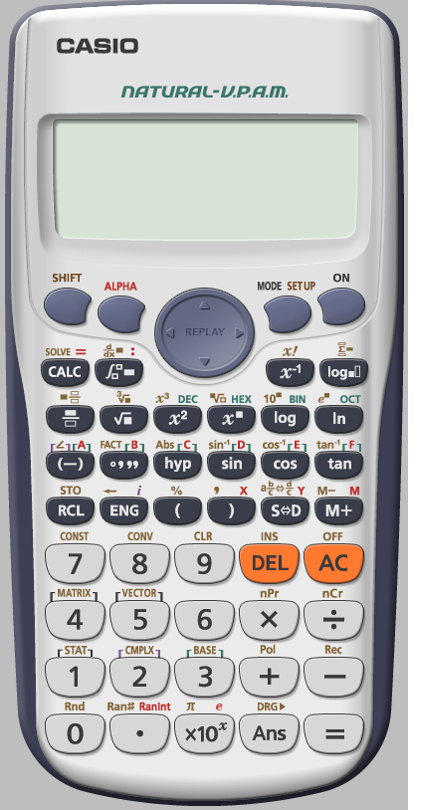 CASIO
NATURAL-V.P.A.M.
SHIFT ALPHA MODE SETUP ON
REPLAY
SOLVE = d/dx■ : x! Σ-
CALC ∫■ x⁻¹ log■▯
³√■ x³ DEC ■√▯ HEX 10■ BIN e■ OCT
√■ x² x■ log ln
∠ A FACT B Abs C sin⁻¹ D cos⁻¹ E tan⁻¹ F
(−) °’” hyp sin cos tan
STO ← i % , X a b/c⇔d/c Y M− M
RCL ENG ( ) S⇔D M+
CONST CONV CLR INS OFF
7 8 9 DEL AC
MATRIX VECTOR nPr nCr
4 5 6 × ÷
STAT CMPLX BASE Pol Rec
1 2 3 + −
Rnd Ran# RanInt π e DRG▶
0 • ×10ˣ Ans =